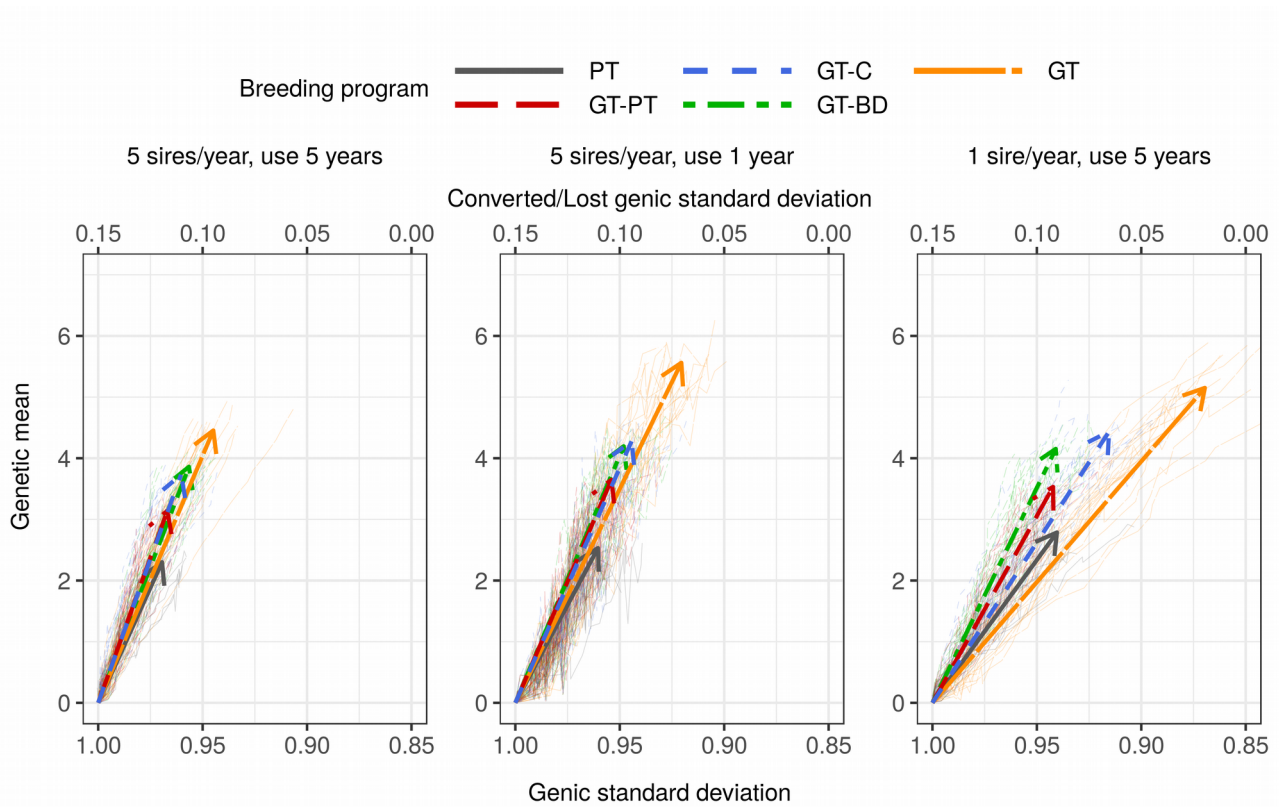 Breeding program PT GT-C GT
GT-PT GT-BD
5 sires/year, use 5 years 5 sires/year, use 1 year 1 sire/year, use 5 years
Converted/Lost genic standard deviation
0.15 0.10 0.05 0.00 0.15 0.10 0.05 0.00 0.15 0.10 0.05 0.00
Genetic mean
6 6 6
4 4 4
2 2 2
0 0 0
1.00 0.95 0.90 0.85 1.00 0.95 0.90 0.85 1.00 0.95 0.90 0.85
Genic standard deviation